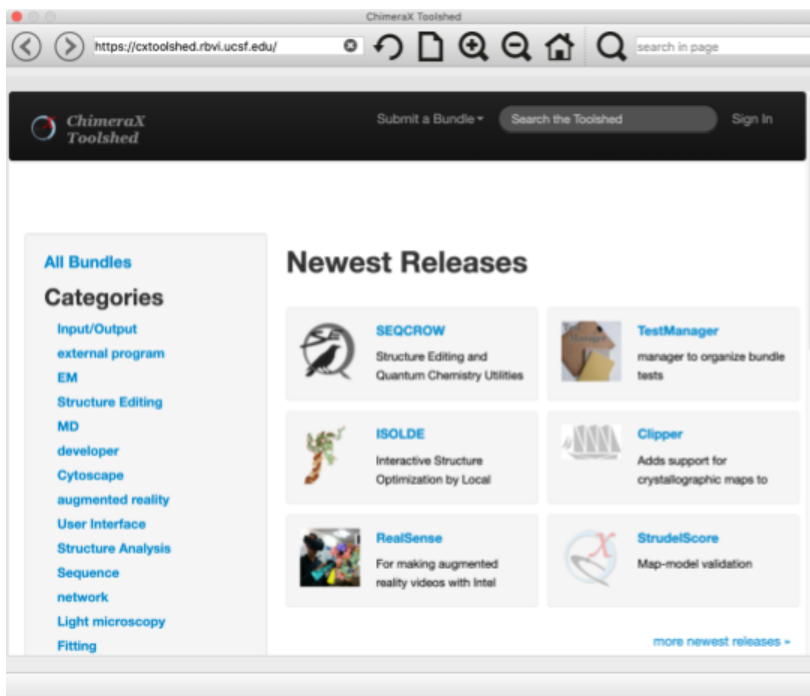 ChimeraX Toolshed
https://cxtoolshed.rbvi.ucsf.edu/
search in page
ChimeraX
Toolshed
Submit a Bundle
Search the Toolshed
Sign In
All Bundles
Categories
Input/Output
external program
EM
Structure Editing
MD
developer
Cytoscape
augmented reality
User Interface
Structure Analysis
Sequence
network
Light microscopy
Fitting
Newest Releases
SEQCROW
Structure Editing and
Quantum Chemistry Utilities
TestManager
manager to organize bundle
tests
ISOLDE
Interactive Structure
Optimization by Local
Clipper
Adds support for
crystallographic maps to
RealSense
For making augmented
reality videos with Intel
StrudelScore
Map-model validation
more newest releases »